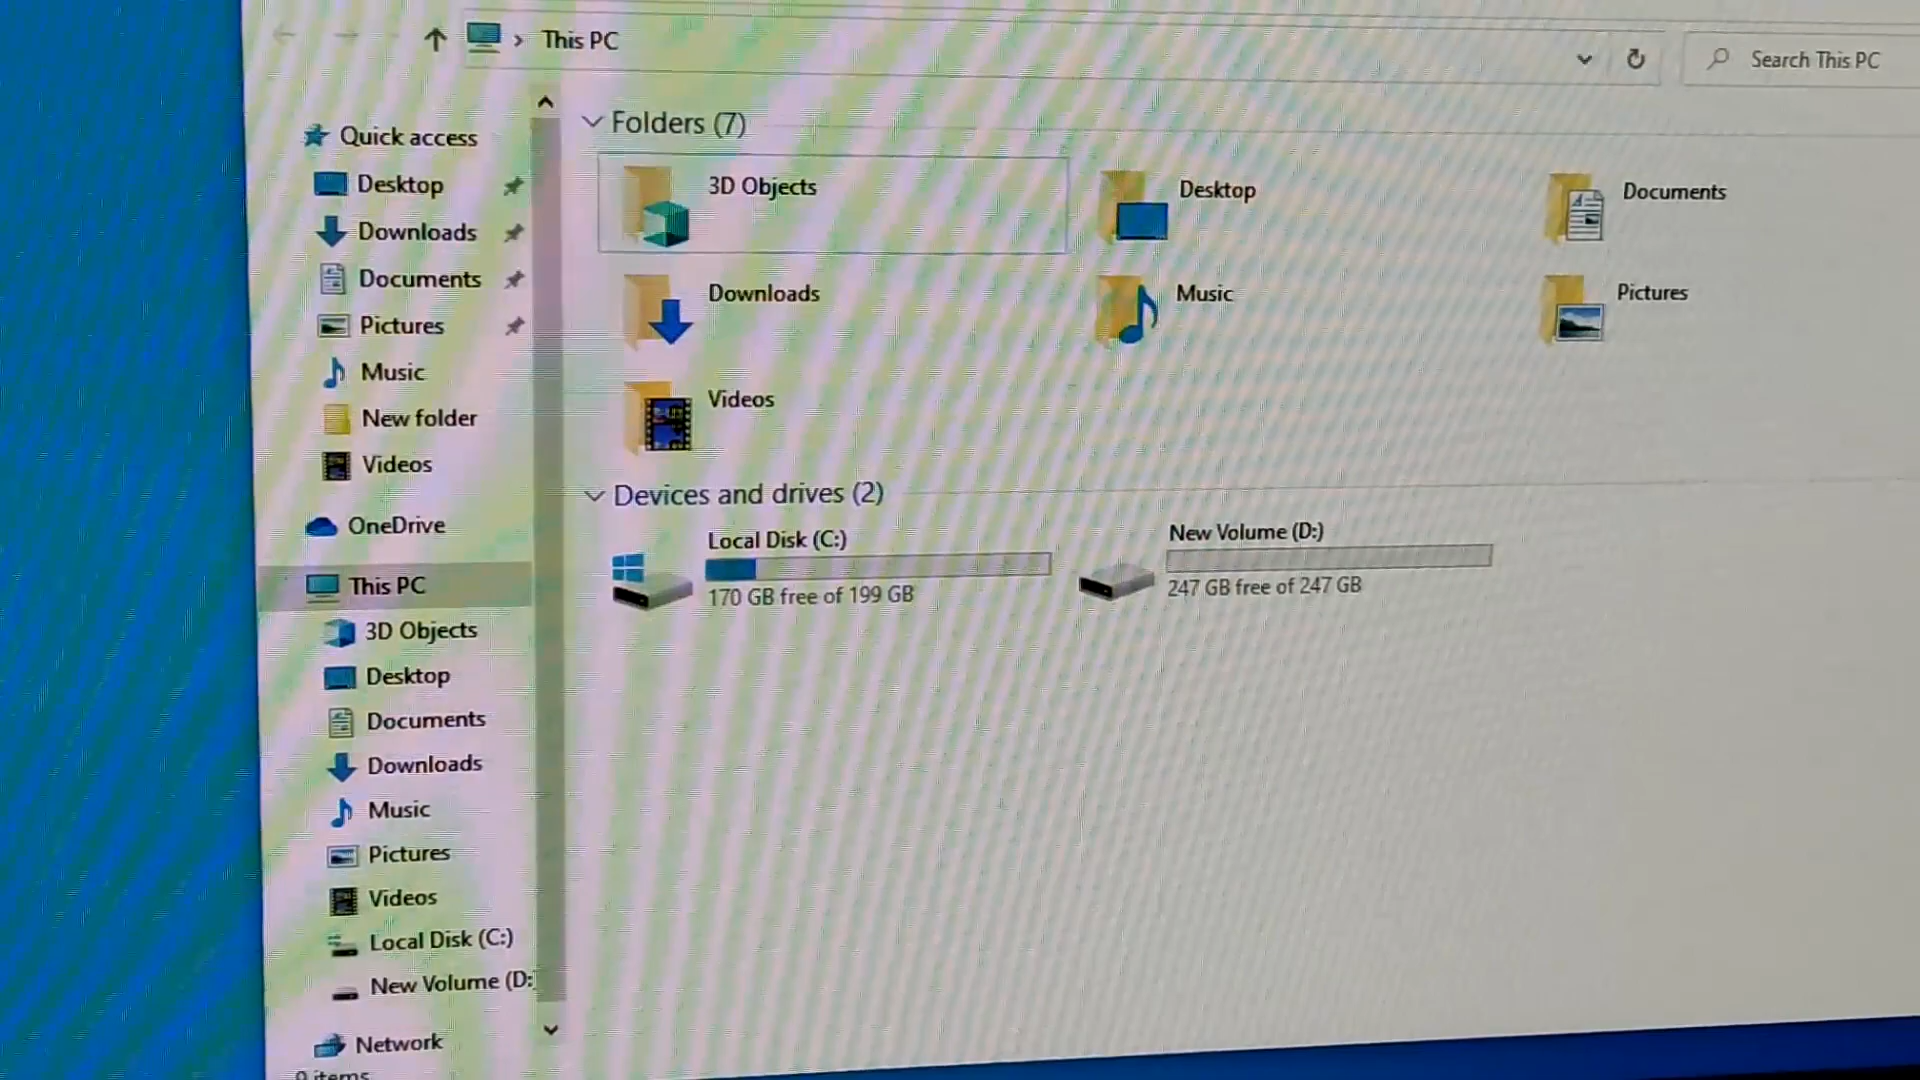 This PC
Search This PC
Quick access
Desktop
Downloads
Documents
Pictures
Music
New folder
Videos
OneDrive
This PC
3D Objects
Desktop
Documents
Downloads
Music
Pictures
Videos
Local Disk (C:)
New Volume (D:
Network
9 items
Folders (7)
3D Objects
Desktop
Documents
Downloads
Music
Pictures
Videos
Devices and drives (2)
Local Disk (C:)
170 GB free of 199 GB
New Volume (D:)
247 GB free of 247 GB